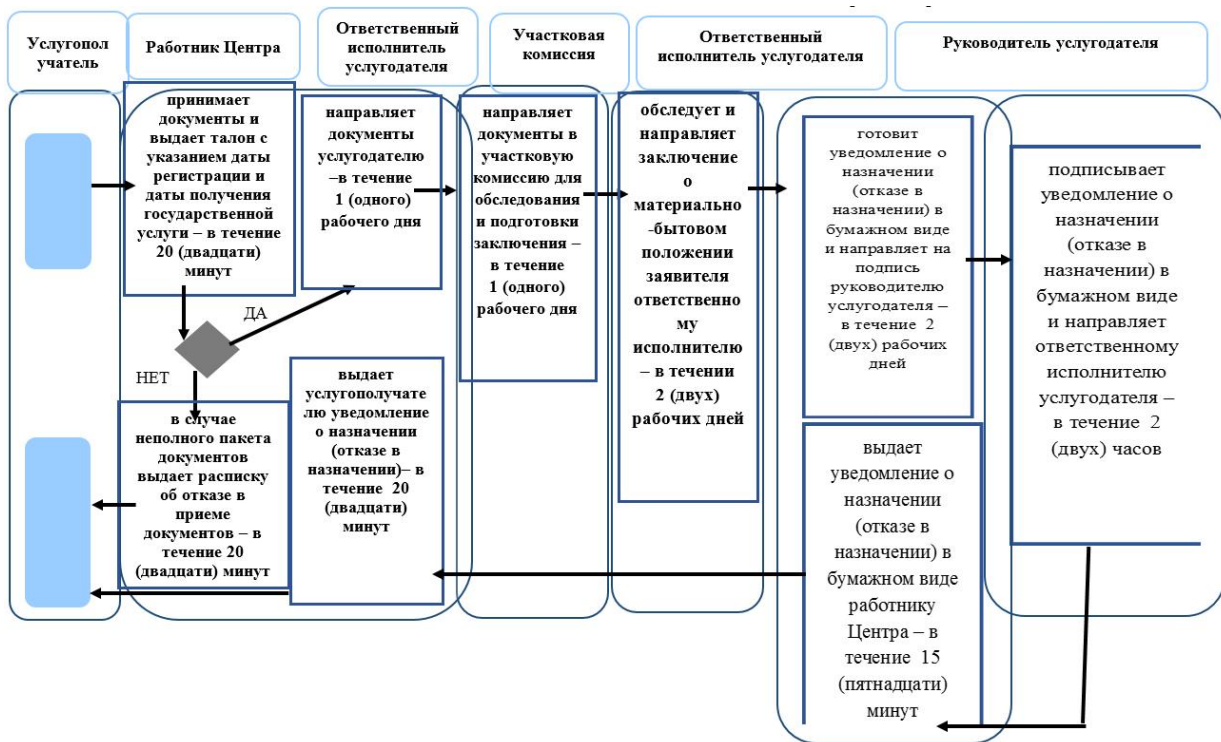 Услугопол
учатель
Работник Центра
Ответственный
исполнитель
услугодателя
Участковая
комиссия
Ответственный
исполнитель услугодателя
Руководитель услугодателя
принимает
документы и
выдает талон с
указанием даты
регистрации и
даты получения
государственной
услуги – в течение
20 (двадцати)
минут
направляет
документы
услугодателю
–в течение
1 (одного)
рабочего дня
направляет
документы в
участковую
комиссию для
обследования
и подготовки
заключения –
в течение
1 (одного)
рабочего дня
обследует и
направляет
заключение
о
материально
-бытовом
положении
заявителя
ответственно
му
исполнителю
– в течении
2 (двух)
рабочих дней
готовит
уведомление о
назначении
(отказе в
назначении) в
бумажном виде
и направляет на
подпись
руководителю
услугодателя –
в течение 2
(двух) рабочих
дней
подписывает
уведомление о
назначении
(отказе в
назначении) в
бумажном виде
и направляет
ответственному
исполнителю
услугодателя –
в течение 2
(двух) часов
ДА
НЕТ
в случае
неполного пакета
документов
выдает расписку
об отказе в
приеме
документов – в
течение 20
(двадцати) минут
выдает
услугополучате
лю уведомление
о назначении
(отказе в
назначении)– в
течение 20
(двадцати)
минут
выдает
уведомление о
назначении
(отказе в
назначении) в
бумажном виде
работнику
Центра – в
течение 15
(пятнадцати)
минут